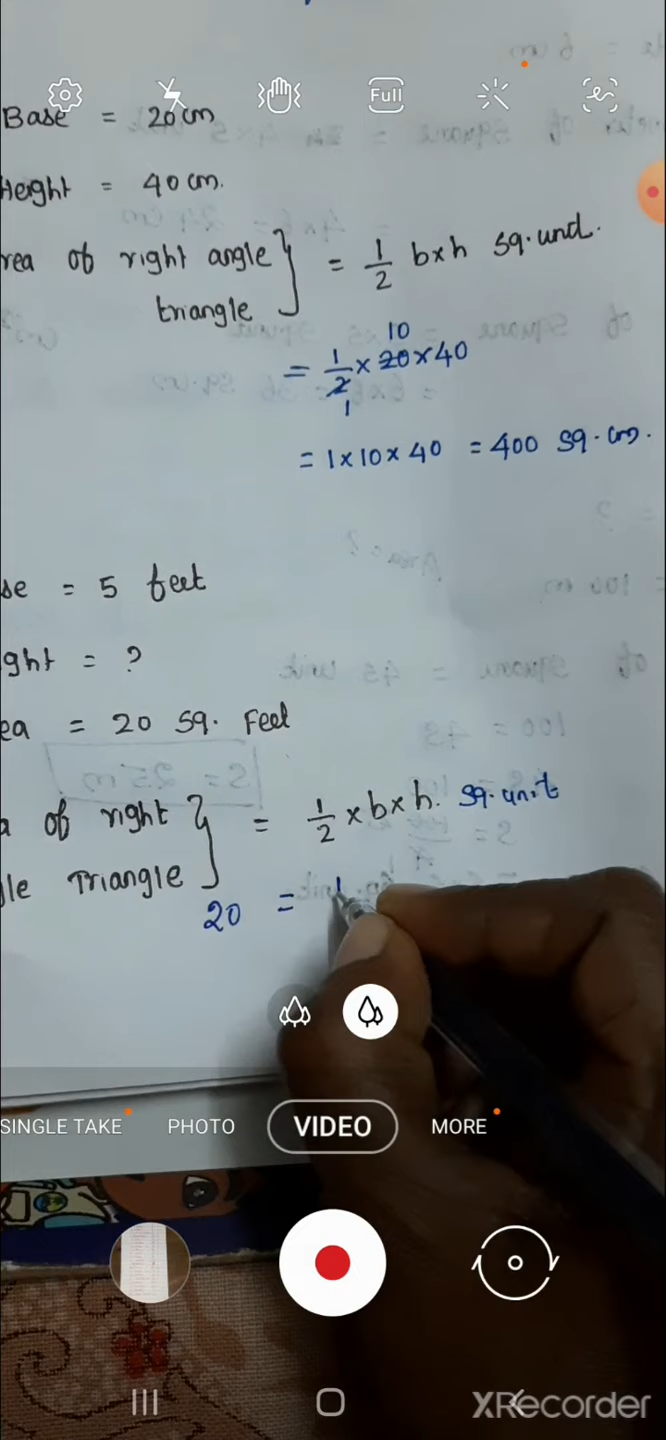 Full
Base = 20 cm
Height = 40 cm.
rea of right angle } = 1/2 b×h Sq.unit.
triangle
10
= 1/2 × 20 × 40
1
= 1 × 10 × 40 = 400 Sq. cm.
se = 5 feet
ght = ?
ea = 20 Sq. Feet
a of right } = 1/2 × b × h. Sq. unit
le Triangle
20 = 1
SINGLE TAKE PHOTO VIDEO MORE
XRecorder